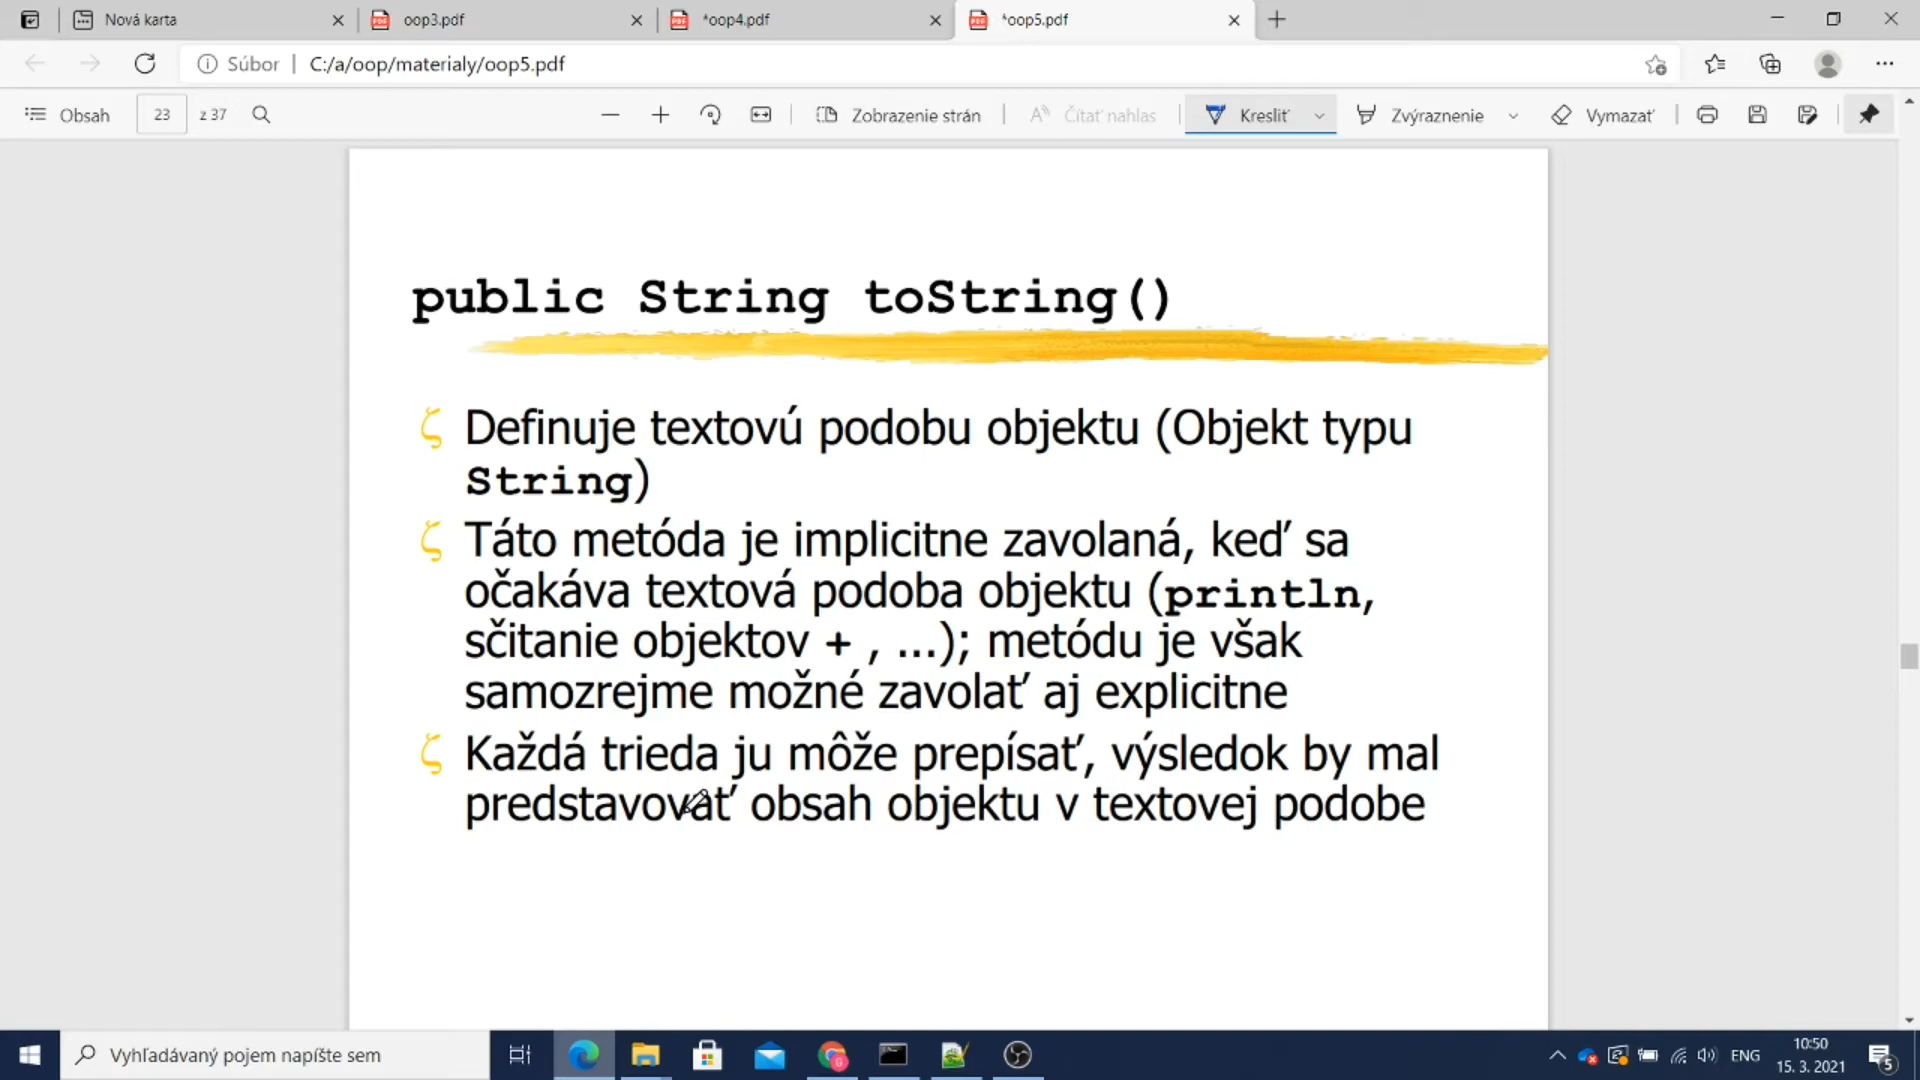 Nová karta
oop3.pdf
*oop4.pdf
*oop5.pdf
Súbor
C:/a/oop/materialy/oop5.pdf
Obsah
23
z 37
Zobrazenie strán
Čítať nahlas
Kresliť
Zvýraznenie
Vymazať
public String toString()
Definuje textovú podobu objektu (Objekt typu
String)
Táto metóda je implicitne zavolaná, keď sa
očakáva textová podoba objektu (println,
sčitanie objektov + , ...); metódu je však
samozrejme možné zavolať aj explicitne
Každá trieda ju môže prepísať, výsledok by mal
predstavovať obsah objektu v textovej podobe
Vyhľadávaný pojem napíšte sem
ENG
10:50
15. 3. 2021
5